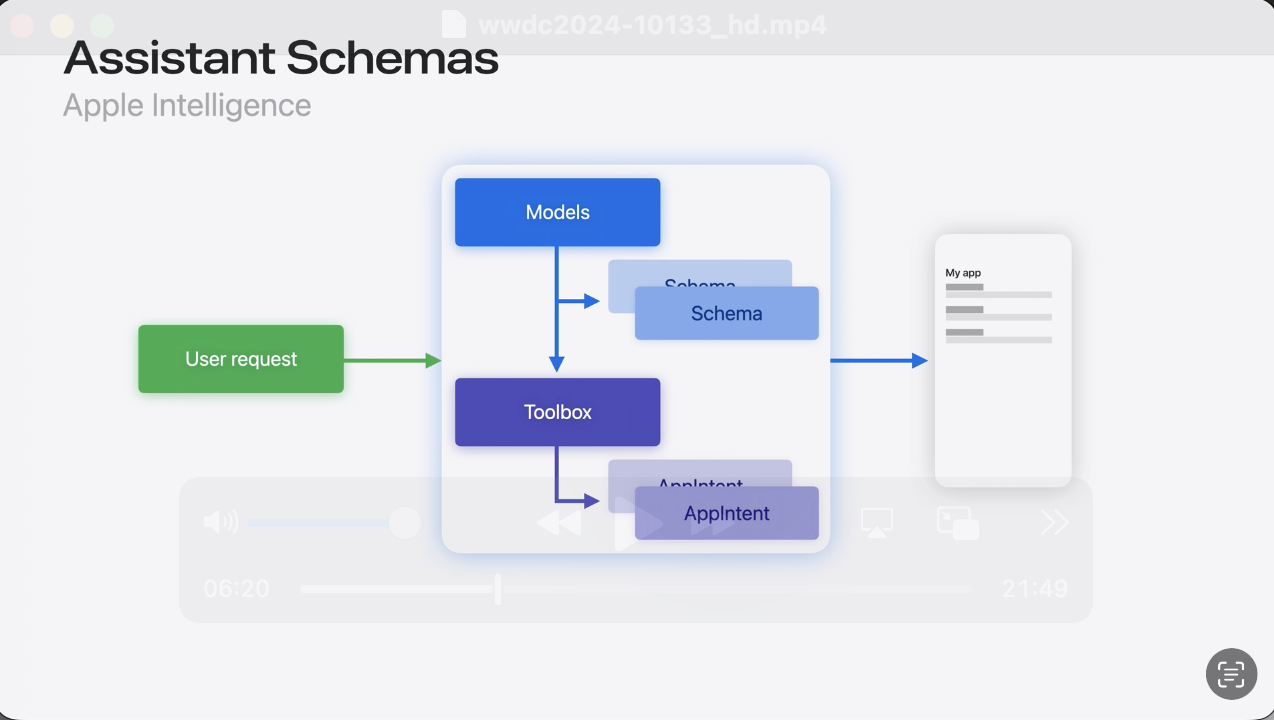 wwdc2024-10133_hd.mp4
Assistant Schemas
Apple Intelligence
Models
Schema
Schema
My app
User request
Toolbox
AppIntent
AppIntent
06:20
21:49